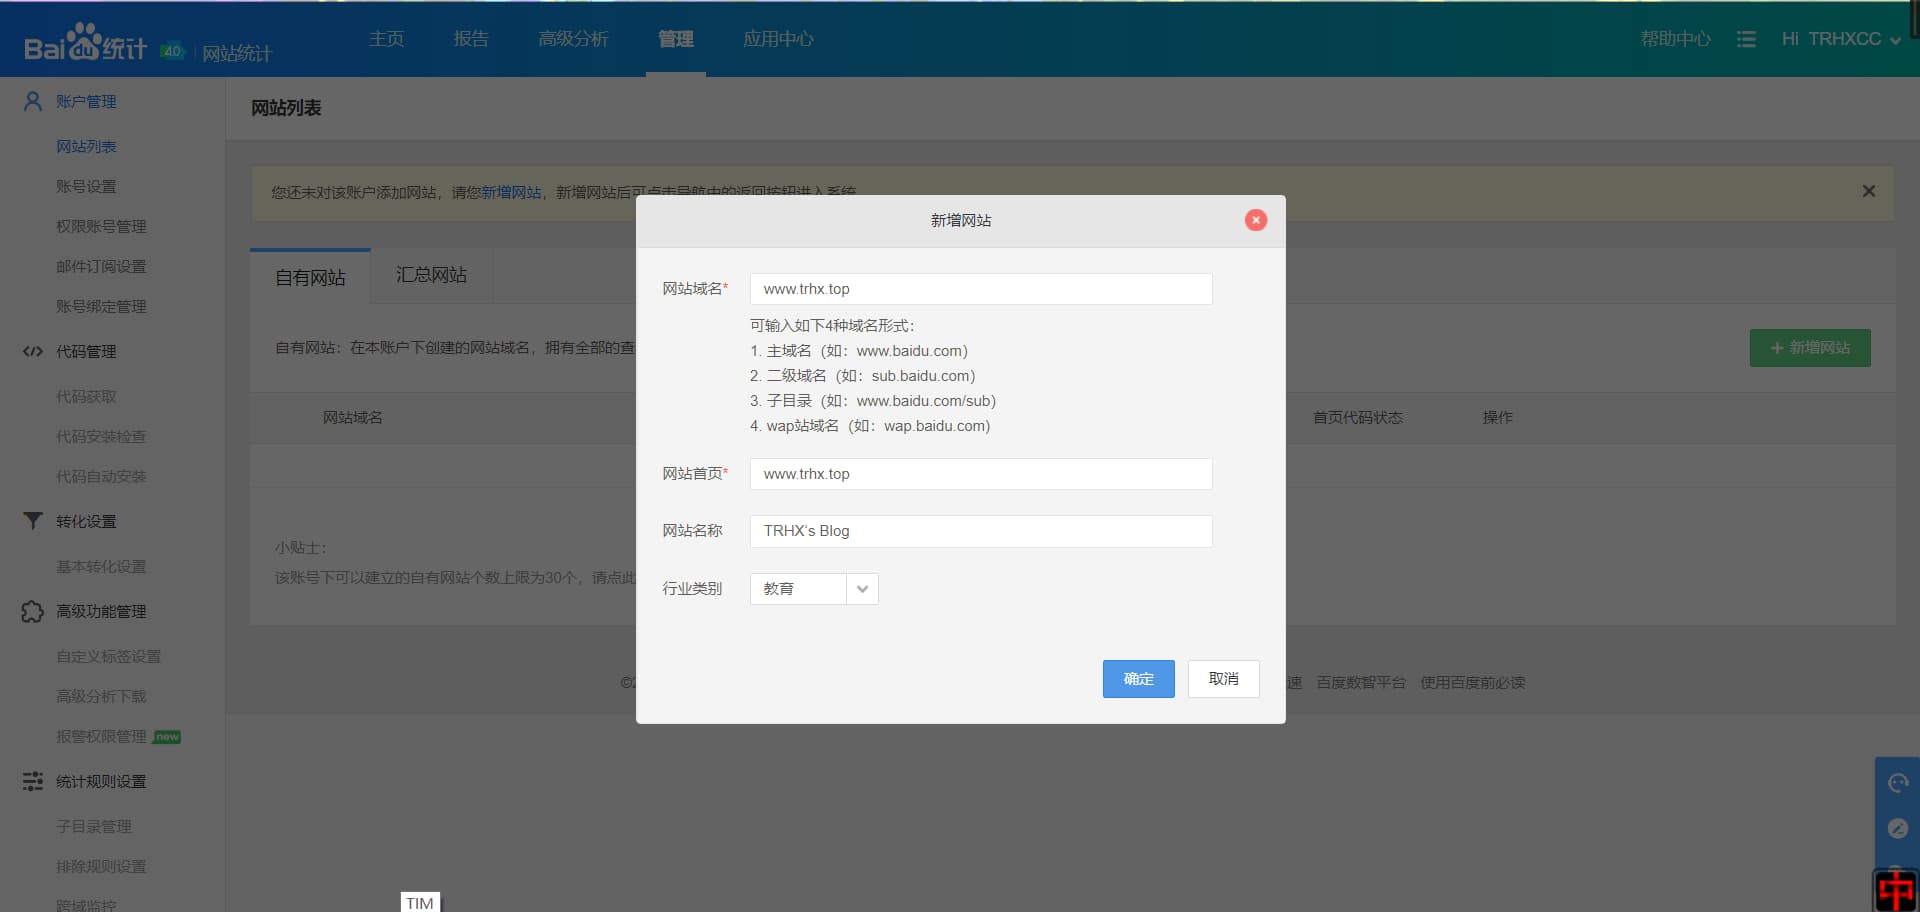 Bai du 统计 4.0 | 网站统计
主页 报告 高级分析 管理 应用中心
帮助中心 Hi TRHXCC
账户管理
网站列表
账号设置
权限账号管理
邮件订阅设置
账号绑定管理
代码管理
代码获取
代码安装检查
代码自动安装
转化设置
基本转化设置
高级功能管理
自定义标签设置
高级分析下载
报警权限管理 new
统计规则设置
子目录管理
排除规则设置
跨域监控
网站列表
您还未对该账户添加网站，请您新增网站，新增网站后可点击导航中的返回按钮进入系统
自有网站 汇总网站
自有网站：在本账户下创建的网站域名，拥有全部的查
+ 新增网站
网站域名 首页代码状态 操作
小贴士：
该账号下可以建立的自有网站个数上限为30个，请点此
新增网站
网站域名* www.trhx.top
可输入如下4种域名形式：
1. 主域名（如：www.baidu.com）
2. 二级域名（如：sub.baidu.com）
3. 子目录（如：www.baidu.com/sub）
4. wap站域名（如：wap.baidu.com）
网站首页* www.trhx.top
网站名称 TRHX‘s Blog
行业类别 教育
确定 取消
速 百度数智平台 使用百度前必读
TIM
中